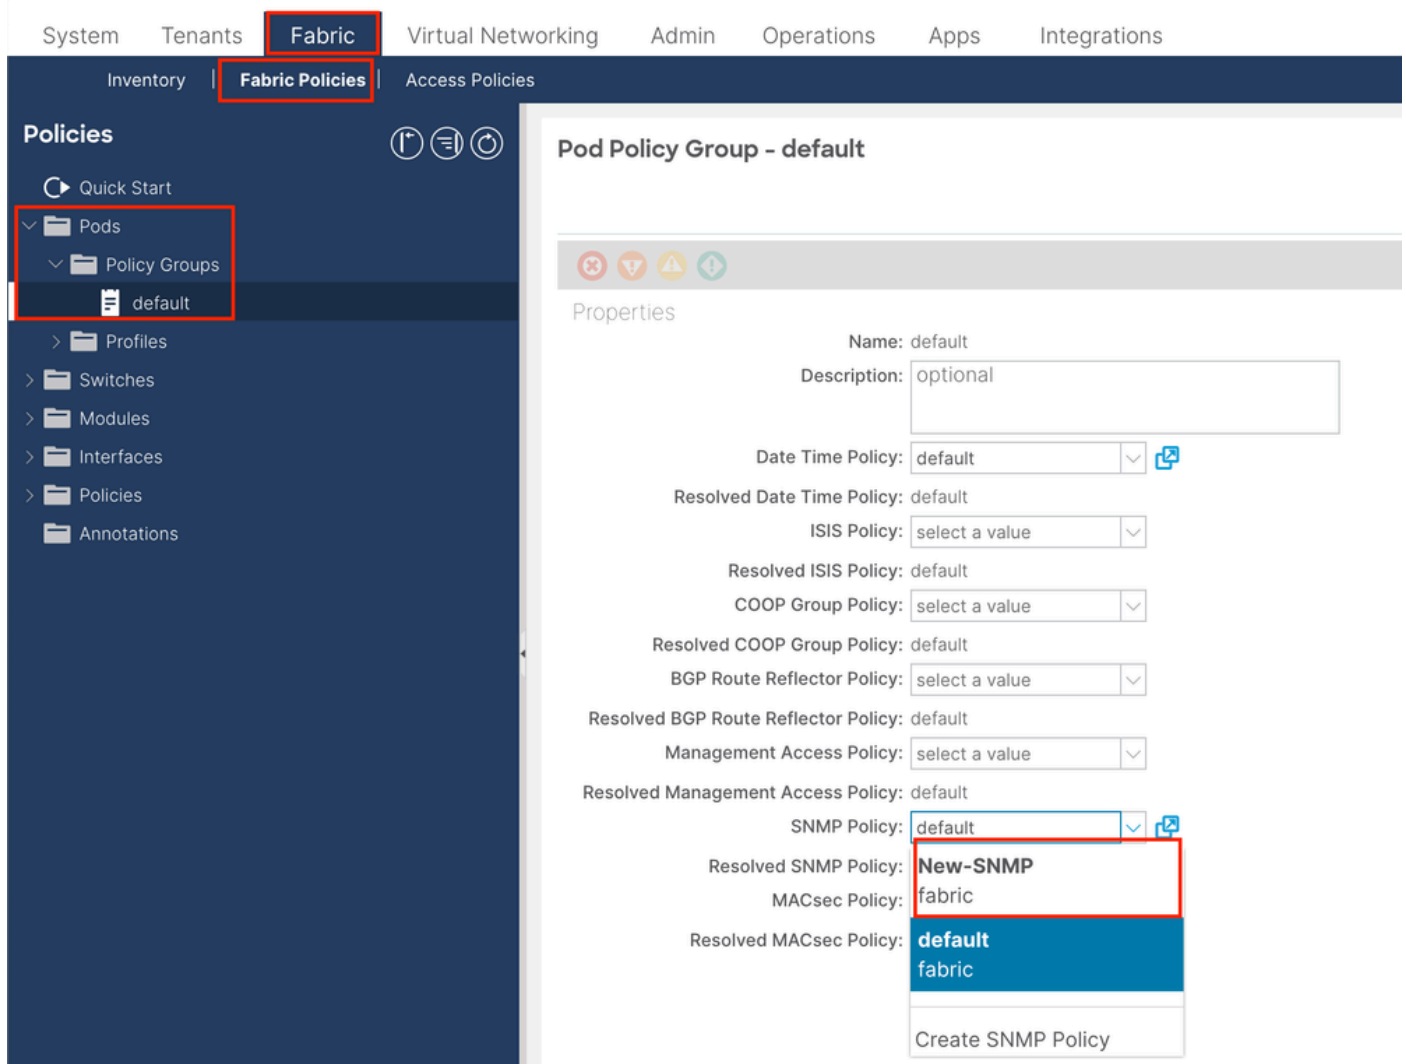 System Tenants Fabric Virtual Networking Admin Operations Apps Integrations
Inventory | Fabric Policies | Access Policies
Policies
Quick Start
Pods
Policy Groups
default
Profiles
Switches
Modules
Interfaces
Policies
Annotations
Pod Policy Group - default
Properties
Name: default
Description: optional
Date Time Policy: default
Resolved Date Time Policy: default
ISIS Policy: select a value
Resolved ISIS Policy: default
COOP Group Policy: select a value
Resolved COOP Group Policy: default
BGP Route Reflector Policy: select a value
Resolved BGP Route Reflector Policy: default
Management Access Policy: select a value
Resolved Management Access Policy: default
SNMP Policy: default
Resolved SNMP Policy: New-SNMP
MACsec Policy: fabric
Resolved MACsec Policy: default
fabric
Create SNMP Policy